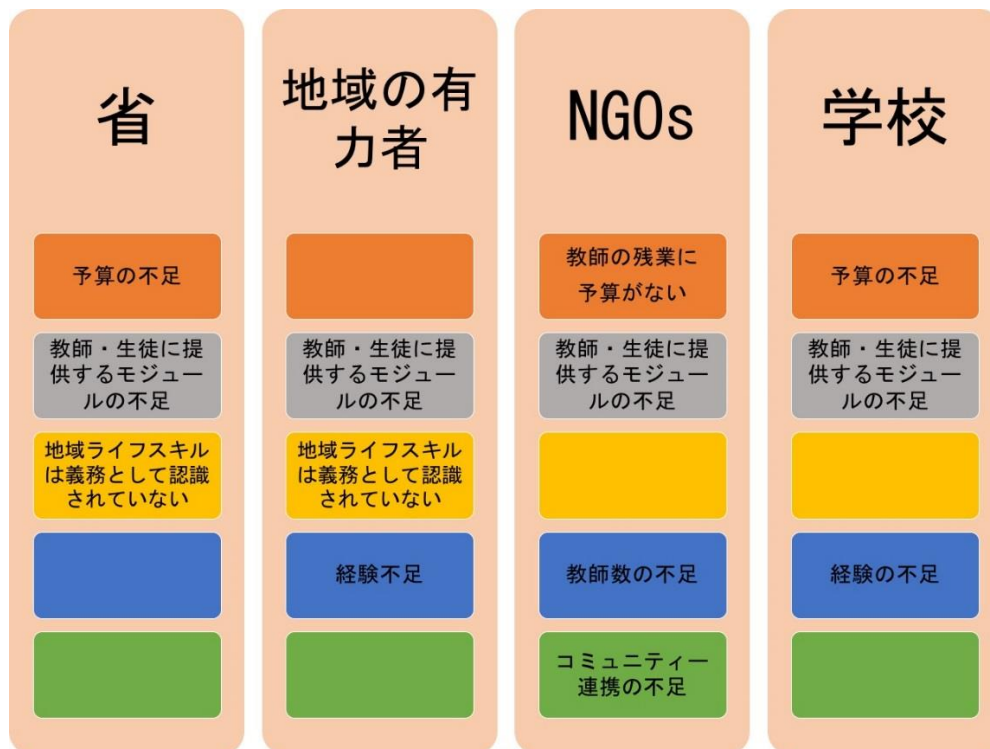 省
予算の不足
教師・生徒に提
供するモジュー
ルの不足
地域ライフスキル
は義務として認識
されていない
地域の有
力者
教師・生徒に提
供するモジュー
ルの不足
地域ライフスキル
は義務として認識
されていない
経験不足
NGOs
教師の残業に
予算がない
教師・生徒に提
供するモジュー
ルの不足
教師数の不足
コミュニティー
連携の不足
学校
予算の不足
教師・生徒に提
供するモジュー
ルの不足
経験の不足